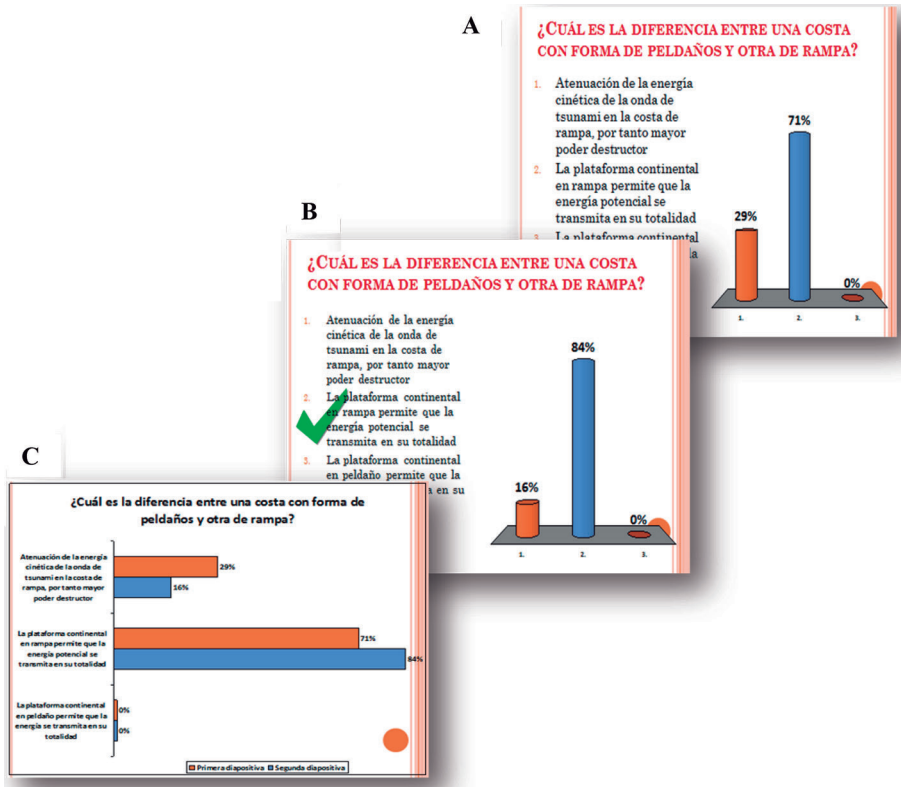 A
¿CUÁL ES LA DIFERENCIA ENTRE UNA COSTA
CON FORMA DE PELDAÑOS Y OTRA DE RAMPA?
1. Atenuación de la energía
cinética de la onda de
tsunami en la costa de
rampa, por tanto mayor
poder destructor
2. La plataforma continental
en rampa permite que la
energía potencial se
transmita en su totalidad
3. La plataforma continental
la
29%
71%
0%
1.
2.
3.
B
¿CUÁL ES LA DIFERENCIA ENTRE UNA COSTA
CON FORMA DE PELDAÑOS Y OTRA DE RAMPA?
1. Atenuación de la energía
cinética de la onda de
tsunami en la costa de
rampa, por tanto mayor
poder destructor
2. La plataforma continental
en rampa permite que la
energía potencial se
transmita en su totalidad
3. La plataforma continental
en peldaño permite que la
en su
16%
84%
0%
1.
2.
3.
C
¿Cuál es la diferencia entre una costa con forma de
peldaños y otra de rampa?
Atenuación de la energía
cinética de la onda de
tsunami en la costa de
rampa, por tanto mayor
poder destructor
29%
16%
La plataforma continental
en rampa permite que la
energía potencial se
transmita en su totalidad
71%
84%
La plataforma continental
en peldaño permite que la
energía se transmita en su
totalidad
0%
0%
Primera diapositiva
Segunda diapositiva